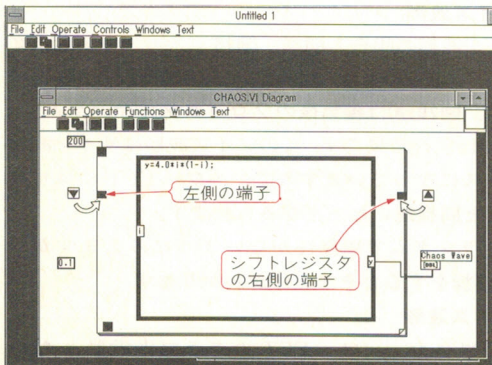 Untitled 1
File Edit Operate Controls Windows Text
CHAOS.VI Diagram
File Edit Operate Functions Windows Text
200
y=4.0*i*(1-i);
左側の端子
i
シフトレジスタ
の右側の端子
y
Chaos Wave
[DBL]
0.1